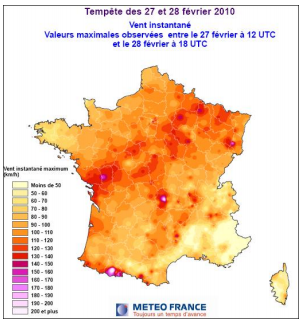 Tempête des 27 et 28 février 2010
Vent instantané
Valeurs maximales observées entre le 27 février à 12 UTC
et le 28 février à 18 UTC
Vent instantané maximum
(km/h)
Moins de 50
50 - 60
60 - 70
70 - 80
80 - 90
90 - 100
100 - 110
110 - 120
120 - 130
130 - 140
140 - 150
150 - 160
160 - 170
170 - 180
180 - 190
190 - 200
200 et plus
METEO FRANCE
Toujours un temps d'avance